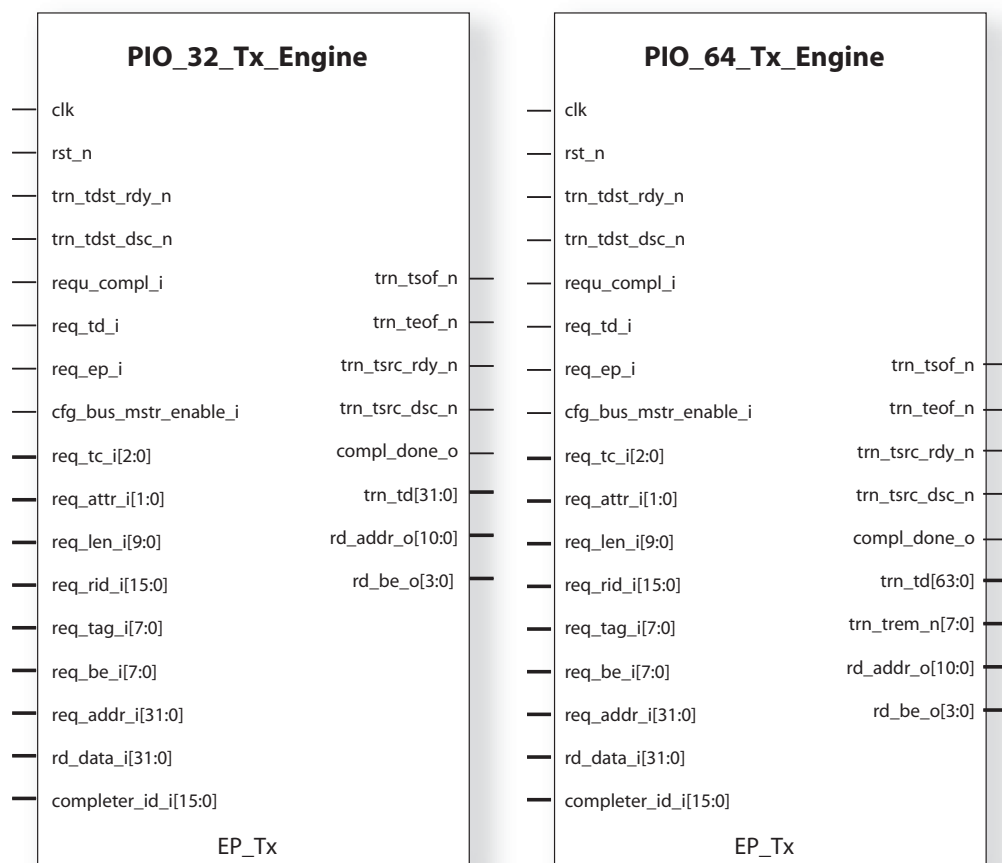 PIO_32_Tx_Engine
clk
rst_n
trn_tdst_rdy_n
trn_tdst_dsc_n
requ_compl_i
req_td_i
req_ep_i
cfg_bus_mstr_enable_i
req_tc_i[2:0]
req_attr_i[1:0]
req_len_i[9:0]
req_rid_i[15:0]
req_tag_i[7:0]
req_be_i[7:0]
req_addr_i[31:0]
rd_data_i[31:0]
completer_id_i[15:0]
trn_tsof_n
trn_teof_n
trn_tsrc_rdy_n
trn_tsrc_dsc_n
compl_done_o
trn_td[31:0]
rd_addr_o[10:0]
rd_be_o[3:0]
EP_Tx
PIO_64_Tx_Engine
clk
rst_n
trn_tdst_rdy_n
trn_tdst_dsc_n
requ_compl_i
req_td_i
req_ep_i
cfg_bus_mstr_enable_i
req_tc_i[2:0]
req_attr_i[1:0]
req_len_i[9:0]
req_rid_i[15:0]
req_tag_i[7:0]
req_be_i[7:0]
req_addr_i[31:0]
rd_data_i[31:0]
completer_id_i[15:0]
trn_tsof_n
trn_teof_n
trn_tsrc_rdy_n
trn_tsrc_dsc_n
compl_done_o
trn_td[63:0]
trn_trem_n[7:0]
rd_addr_o[10:0]
rd_be_o[3:0]
EP_Tx